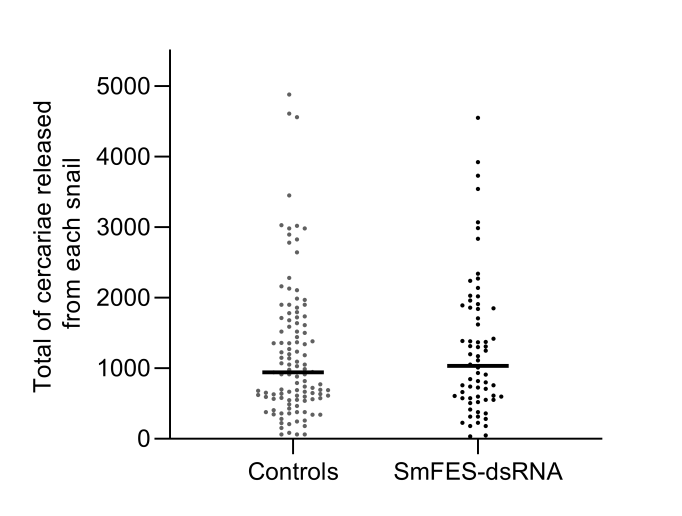 Total of cercariae released
from each snail
5000
4000
3000
2000
1000
0
Controls
SmFES-dsRNA